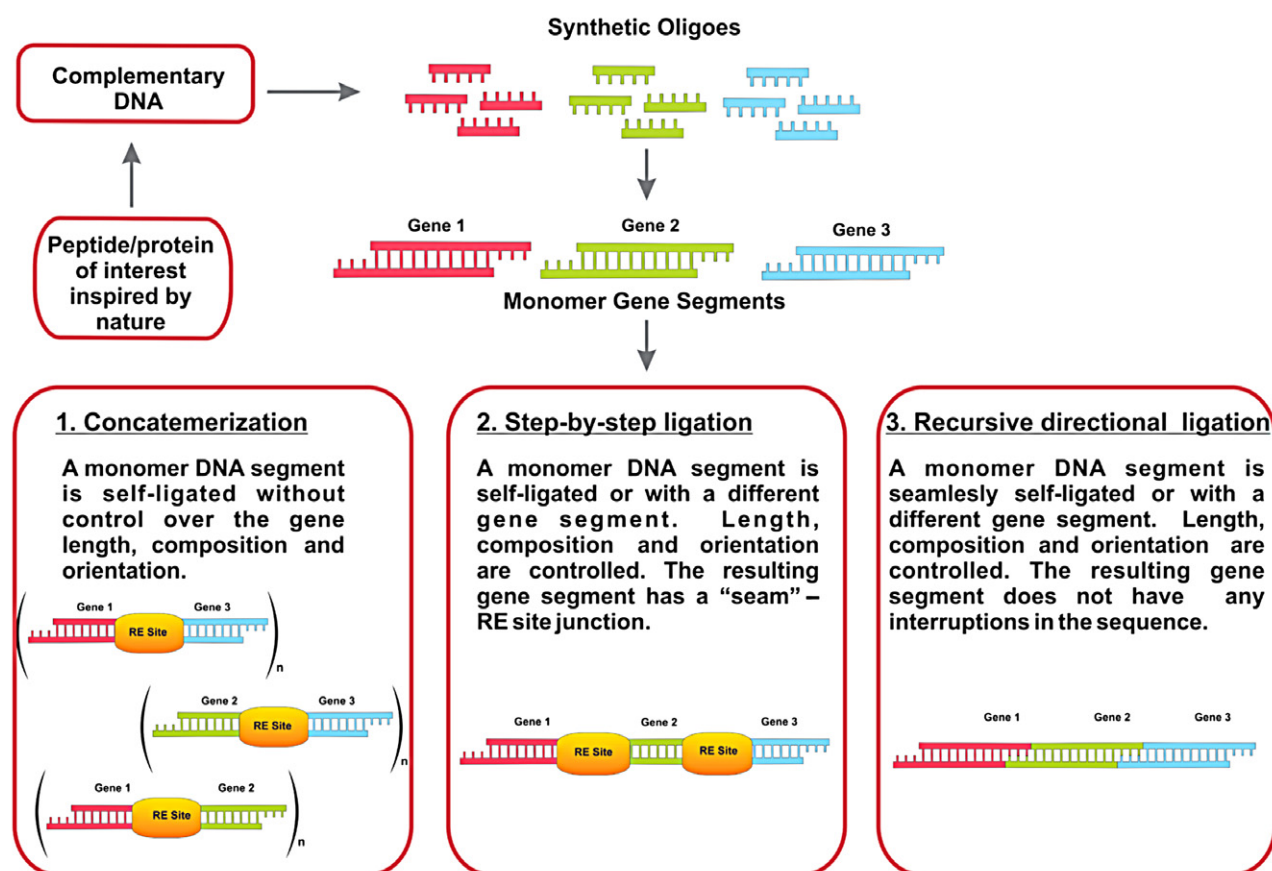 Synthetic Oligoes
Complementary
DNA
Peptide/protein
of interest
inspired by
nature
Gene 1
Gene 2
Gene 3
Monomer Gene Segments
1. Concatemerization
A monomer DNA segment
is self-ligated without
control over the gene
length, composition and
orientation.
Gene 1
Gene 3
RE Site
n
Gene 2
Gene 3
RE Site
n
Gene 1
Gene 2
RE Site
n
2. Step-by-step ligation
A monomer DNA segment is
self-ligated or with a different
gene segment. Length,
composition and orientation
are controlled. The resulting
gene segment has a “seam” –
RE site junction.
Gene 1
Gene 2
Gene 3
RE Site
RE Site
3. Recursive directional ligation
A monomer DNA segment is
seamlesly self-ligated or with a
different gene segment. Length,
composition and orientation are
controlled. The resulting gene
segment does not have any
interruptions in the sequence.
Gene 1
Gene 2
Gene 3